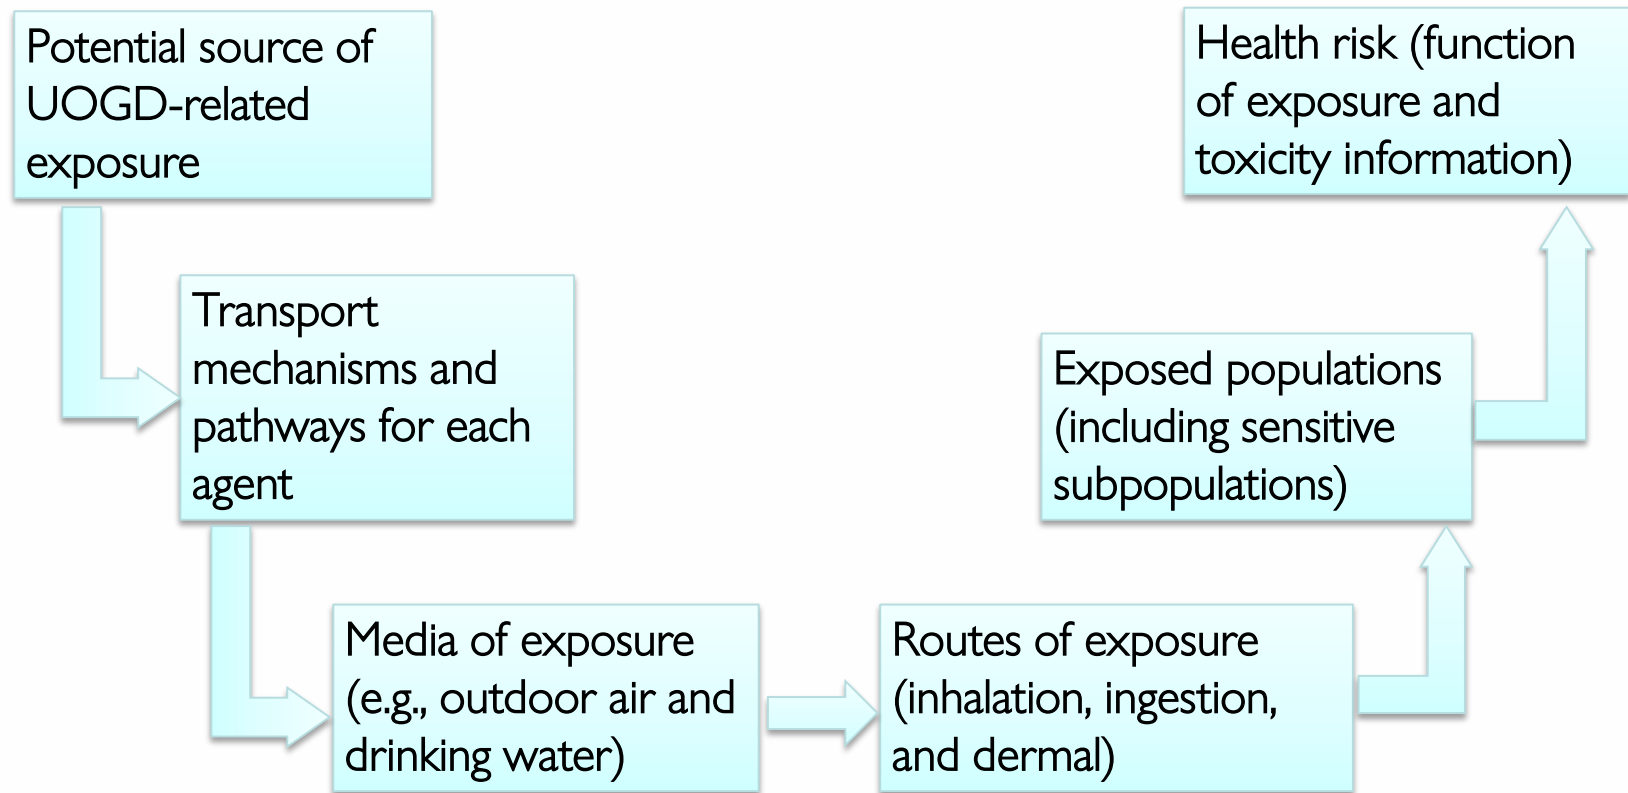 Potential source of
UOGD-related
exposure
Transport
mechanisms and
pathways for each
agent
Media of exposure
(e.g., outdoor air and
drinking water)
Routes of exposure
(inhalation, ingestion,
and dermal)
Exposed populations
(including sensitive
subpopulations)
Health risk (function
of exposure and
toxicity information)